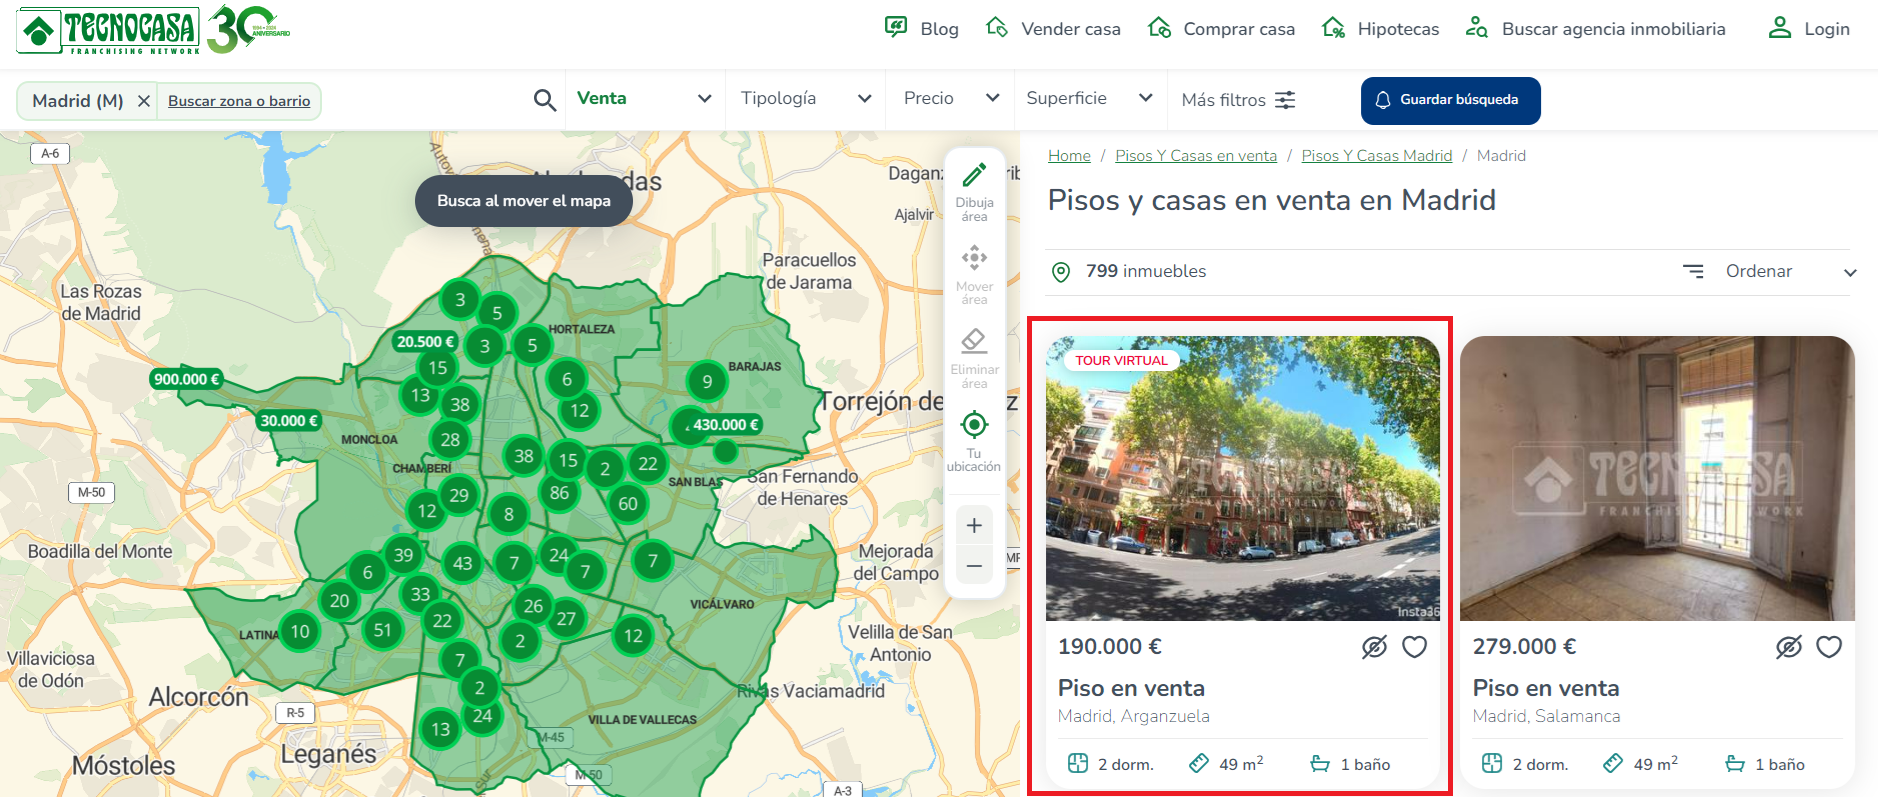 TECNOCASA
FRANCHISING NETWORK
30
ANIVERSARIO
Blog
Vender casa
Comprar casa
Hipotecas
Buscar agencia inmobiliaria
Login
Madrid (M)
Buscar zona o barrio
Venta
Tipología
Precio
Superficie
Más filtros
Guardar búsqueda
A-6
Busca al mover el mapa
Ajalvir
Paracuellos
de Jarama
Las Rozas
de Madrid
HORTALEZA
BARAJAS
MONCLOA
CHAMBERÍ
SAN BLAS
San Fernando
de Henares
M-50
Boadilla del Monte
Mejorada
del Campo
VICÁLVARO
LATINA
Velilla de San
Antonio
Villaviciosa
de Odón
Alcorcón
R-5
Leganés
Móstoles
Rivas Vaciamadrid
VILLA DE VALLECAS
M-45
M-50
A-3
3
5
3
5
20.500 €
15
13
38
28
900.000 €
30.000 €
6
12
9
430.000 €
38
15
2
22
86
60
29
12
8
39
6
43
7
24
7
7
20
33
10
51
22
26
27
2
12
7
2
24
13
Dibuja
área
Mover
área
Eliminar
área
Tu
ubicación
+
−
Home / Pisos Y Casas en venta / Pisos Y Casas Madrid / Madrid
Pisos y casas en venta en Madrid
799 inmuebles
Ordenar
TOUR VIRTUAL
Insta36
190.000 €
Piso en venta
Madrid, Arganzuela
2 dorm.
49 m²
1 baño
TECNOCASA
FRANCHISING NETWORK
279.000 €
Piso en venta
Madrid, Salamanca
2 dorm.
49 m²
1 baño